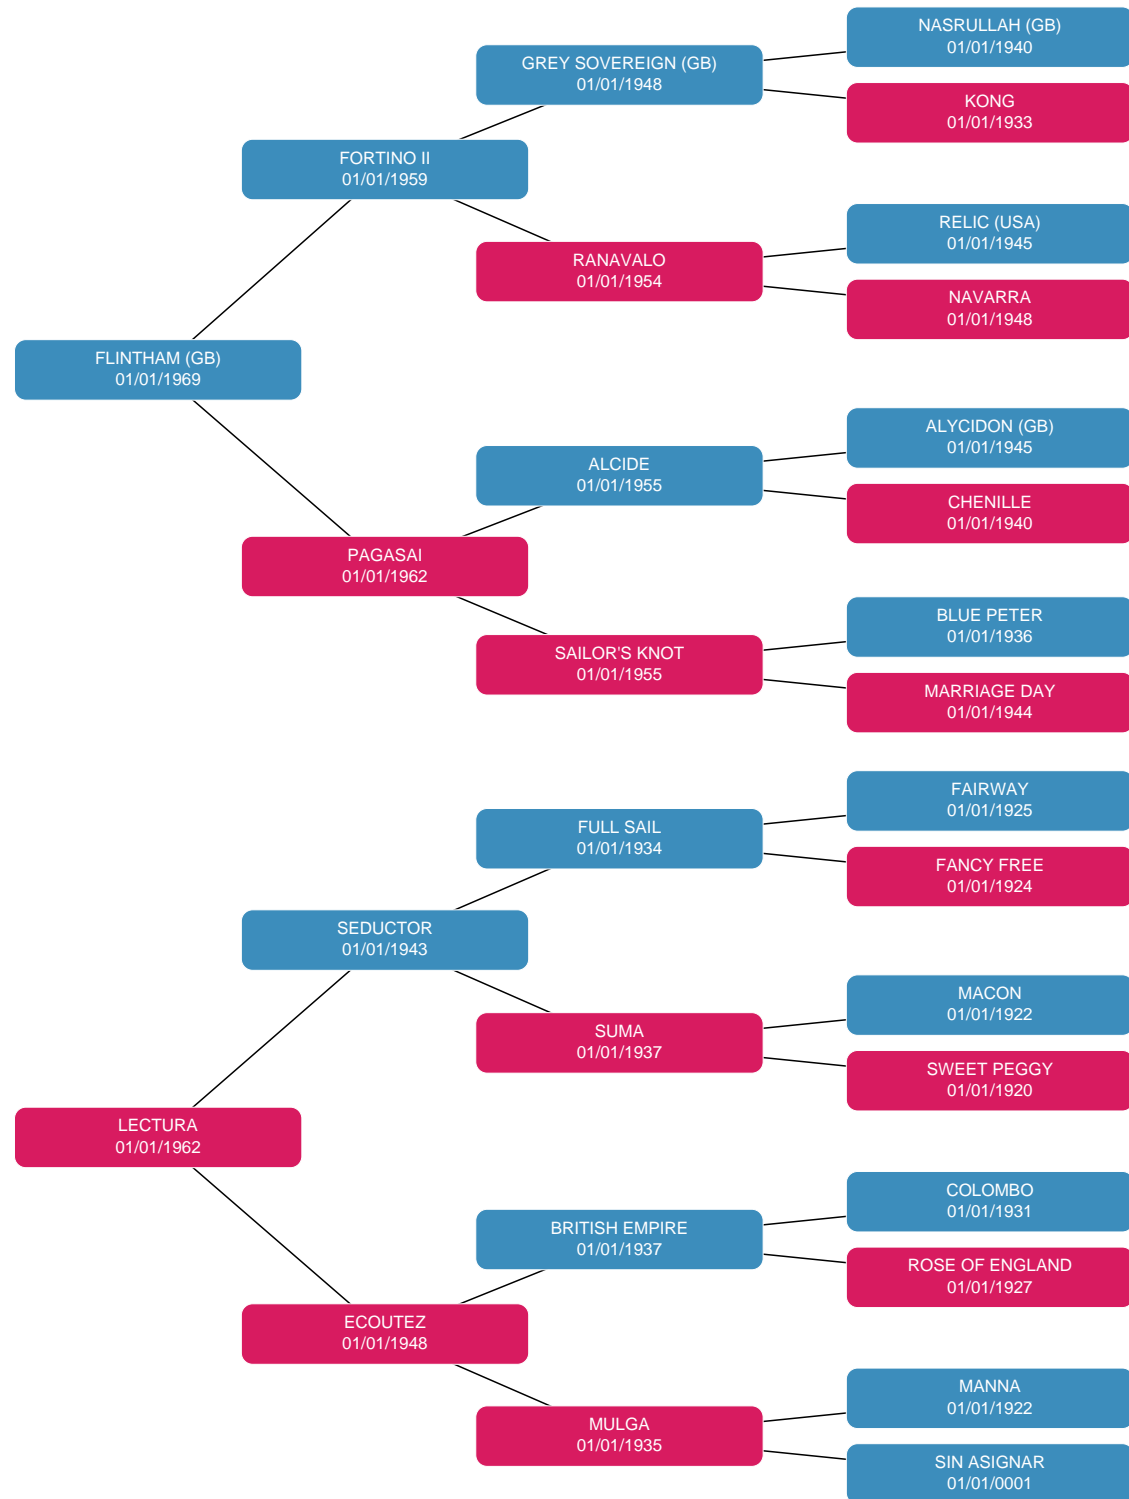 NASRULLAH (GB)
01/01/1940
GREY SOVEREIGN (GB)
01/01/1948
KONG
01/01/1933
FORTINO II
01/01/1959
RELIC (USA)
01/01/1945
RANAVALO
01/01/1954
NAVARRA
01/01/1948
FLINTHAM (GB)
01/01/1969
ALYCIDON (GB)
01/01/1945
ALCIDE
01/01/1955
CHENILLE
01/01/1940
PAGASAI
01/01/1962
BLUE PETER
01/01/1936
SAILOR'S KNOT
01/01/1955
MARRIAGE DAY
01/01/1944
FAIRWAY
01/01/1925
FULL SAIL
01/01/1934
FANCY FREE
01/01/1924
SEDUCTOR
01/01/1943
MACON
01/01/1922
SUMA
01/01/1937
SWEET PEGGY
01/01/1920
LECTURA
01/01/1962
COLOMBO
01/01/1931
BRITISH EMPIRE
01/01/1937
ROSE OF ENGLAND
01/01/1927
ECOUTEZ
01/01/1948
MANNA
01/01/1922
MULGA
01/01/1935
SIN ASIGNAR
01/01/0001